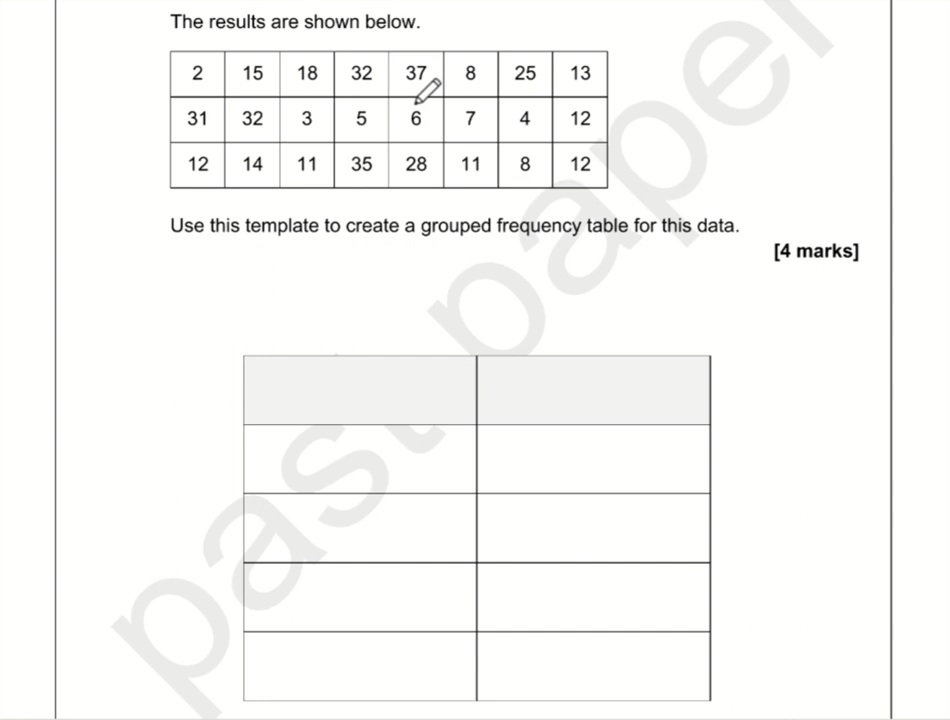 The results are shown below.
2 15 18 32 37 8 25 13
31 32 3 5 6 7 4 12
12 14 11 35 28 11 8 12
Use this template to create a grouped frequency table for this data.
[4 marks]
past paper